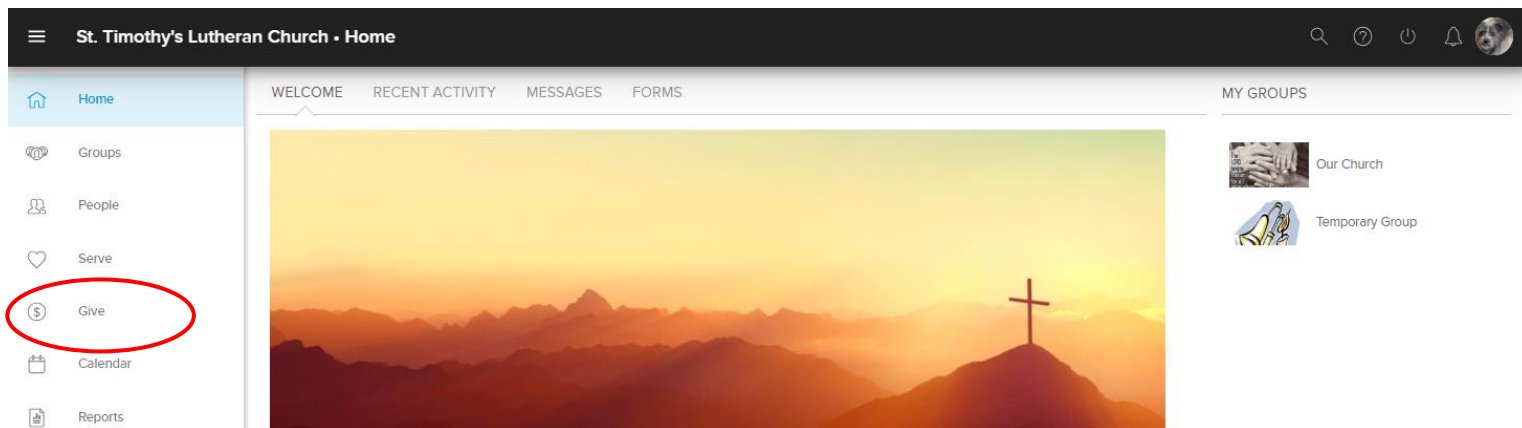 St. Timothy's Lutheran Church • Home
Home
Groups
People
Serve
Give
Calendar
Reports
WELCOME RECENT ACTIVITY MESSAGES FORMS
MY GROUPS
Our Church
Temporary Group